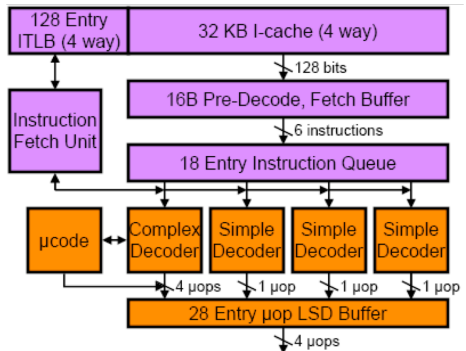 128 Entry
ITLB (4 way)
32 KB I-cache (4 way)
128 bits
16B Pre-Decode, Fetch Buffer
Instruction
Fetch Unit
6 instructions
18 Entry Instruction Queue
µcode
Complex
Decoder
Simple
Decoder
Simple
Decoder
Simple
Decoder
4 µops
1 µop
1 µop
1 µop
28 Entry µop LSD Buffer
4 µops